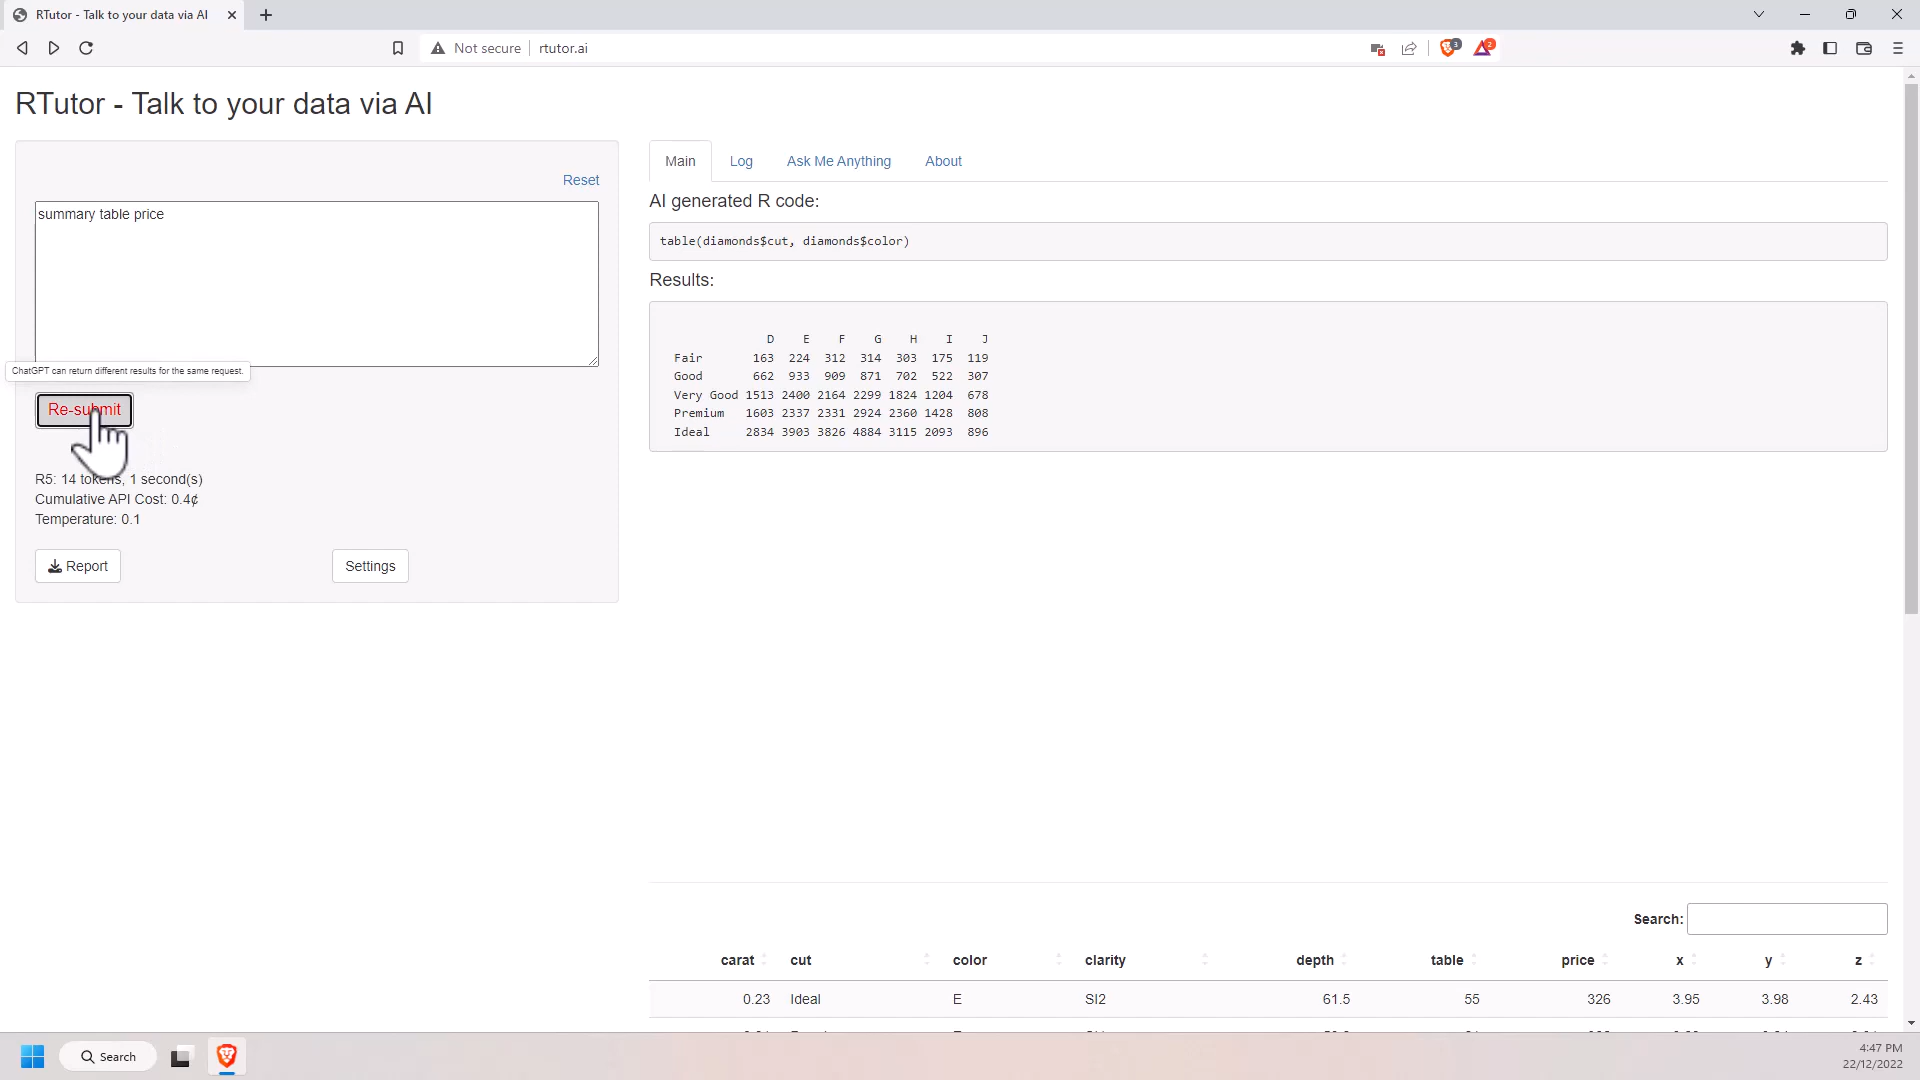 RTutor - Talk to your data via AI
Not secure
rtutor.ai
3
2
RTutor - Talk to your data via AI
Reset
summary table price
ChatGPT can return different results for the same request.
Re-submit
R5: 14 tokens, 1 second(s)
Cumulative API Cost: 0.4¢
Temperature: 0.1
Report
Settings
Main Log Ask Me Anything About
AI generated R code:
table(diamonds$cut, diamonds$color)
Results:
D E F G H I J
Fair 163 224 312 314 303 175 119
Good 662 933 909 871 702 522 307
Very Good 1513 2400 2164 2299 1824 1204 678
Premium 1603 2337 2331 2924 2360 1428 808
Ideal 2834 3903 3826 4884 3115 2093 896
Search:
carat cut color clarity depth table price x y z
0.23 Ideal E SI2 61.5 55 326 3.95 3.98 2.43
Search
4:47 PM
22/12/2022